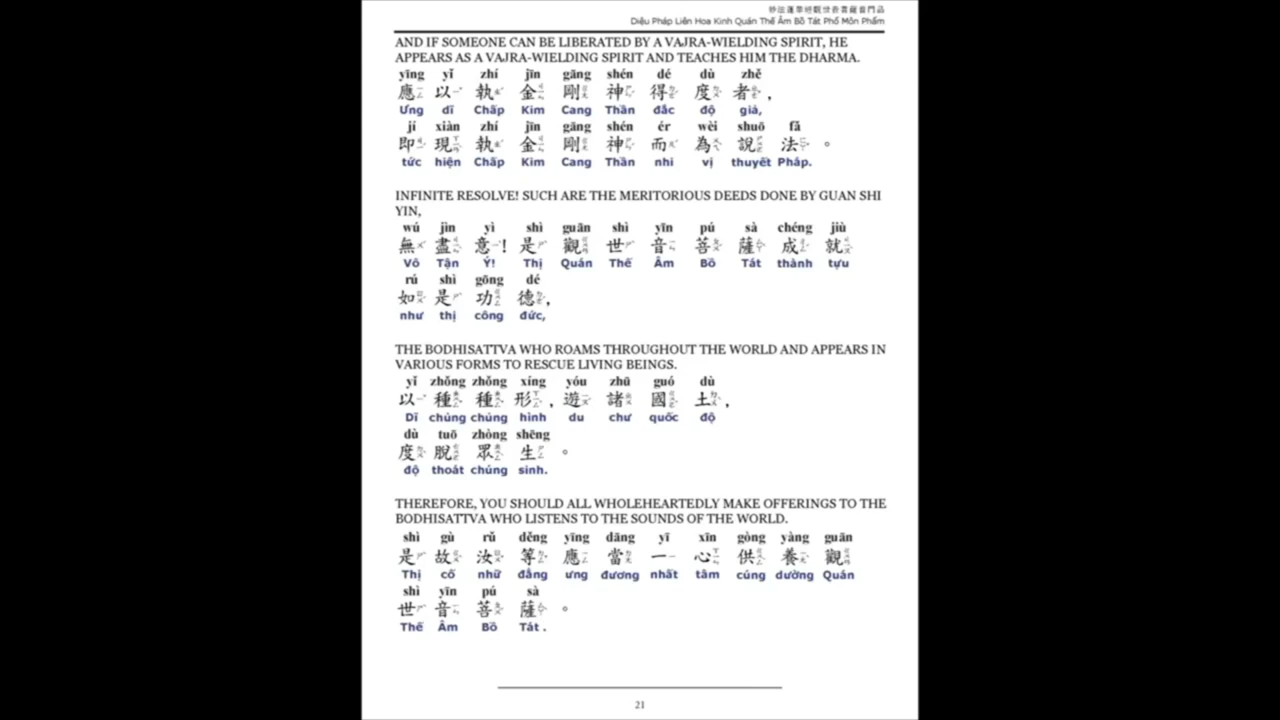 妙法蓮華經觀世音菩薩普門品
Diệu Pháp Liên Hoa Kinh Quán Thế Âm Bồ Tát Phổ Môn Phẩm
AND IF SOMEONE CAN BE LIBERATED BY A VAJRA-WIELDING SPIRIT, HE
APPEARS AS A VAJRA-WIELDING SPIRIT AND TEACHES HIM THE DHARMA.
yīng yǐ zhí jīn gāng shén dé dù zhě
應以執金剛神得度者,
Ưng dĩ Chấp Kim Cang Thần đắc độ giả,
jí xiàn zhí jīn gāng shén ér wèi shuō fǎ
即現執金剛神而為說法。
tức hiện Chấp Kim Cang Thần nhi vị thuyết Pháp.
INFINITE RESOLVE! SUCH ARE THE MERITORIOUS DEEDS DONE BY GUAN SHI
YIN,
wú jìn yì shì guān shì yīn pú sà chéng jiù
無盡意!是觀世音菩薩成就
Vô Tận Ý! Thị Quán Thế Âm Bồ Tát thành tựu
rú shì gōng dé
如是功德,
như thị công đức,
THE BODHISATTVA WHO ROAMS THROUGHOUT THE WORLD AND APPEARS IN
VARIOUS FORMS TO RESCUE LIVING BEINGS.
yǐ zhǒng zhǒng xíng yóu zhū guó dù
以種種形,遊諸國土,
Dĩ chủng chủng hình du chư quốc độ
dù tuō zhòng shēng
度脫眾生。
độ thoát chúng sinh.
THEREFORE, YOU SHOULD ALL WHOLEHEARTEDLY MAKE OFFERINGS TO THE
BODHISATTVA WHO LISTENS TO THE SOUNDS OF THE WORLD.
shì gù rǔ děng yīng dāng yī xīn gòng yàng guān
是故汝等應當一心供養觀
Thị cố nhữ đẳng ưng đương nhất tâm cúng dường Quán
shì yīn pú sà
世音菩薩。
Thế Âm Bồ Tát .
21